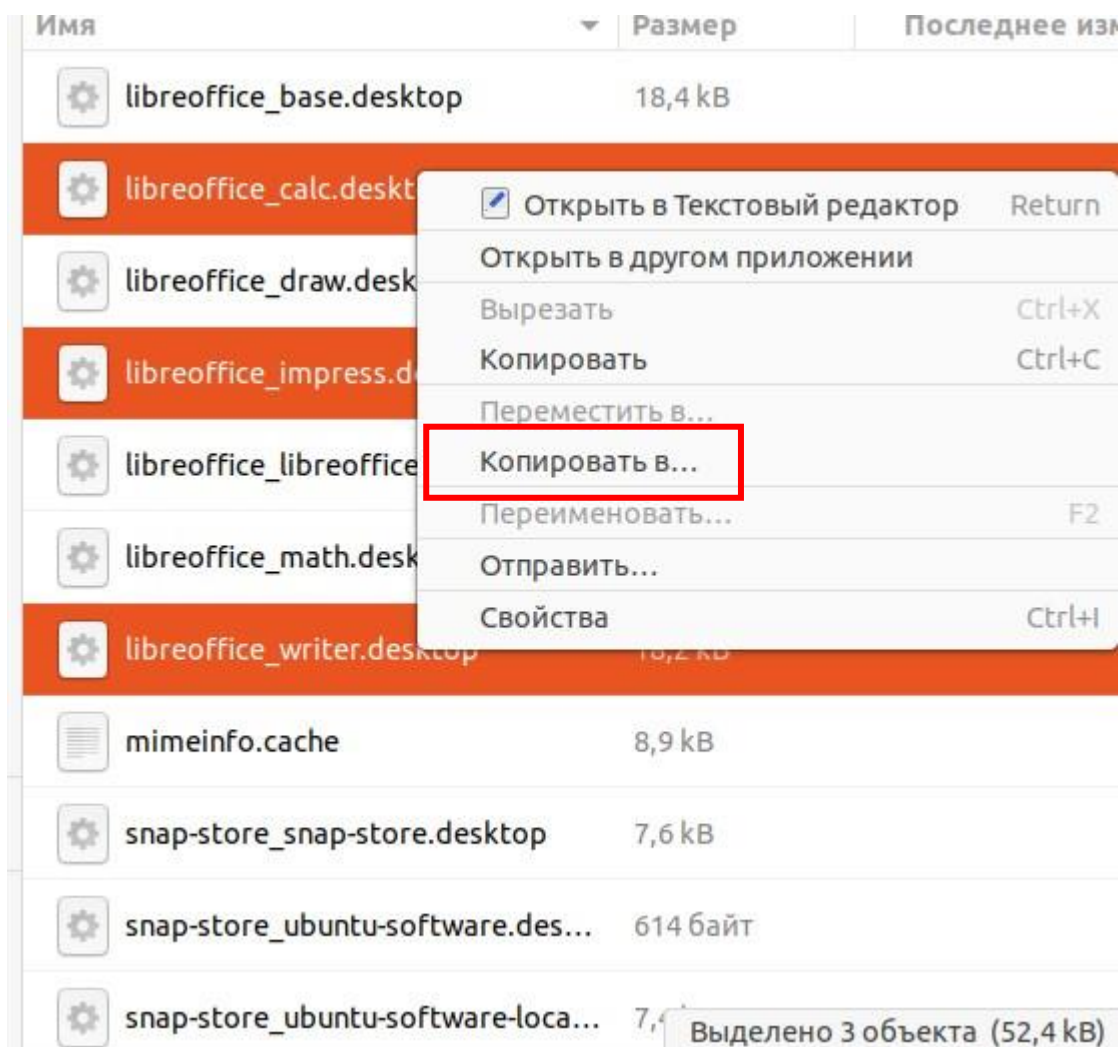 Имя Размер Последнее
libreoffice_base.desktop 18,4 kB
libreoffice_calc.deskt
Открыть в Текстовый редактор Return
Открыть в другом приложении
libreoffice_draw.desk
Вырезать Ctrl+X
Копировать Ctrl+C
libreoffice_impress.d
Переместить в...
Копировать в...
libreoffice_libreoffice
Переименовать... F2
libreoffice_math.desk
Отправить...
Свойства Ctrl+I
libreoffice_writer.desktop 18,2 kB
mimeinfo.cache 8,9 kB
snap-store_snap-store.desktop 7,6 kB
snap-store_ubuntu-software.des... 614 байт
snap-store_ubuntu-software-loca...
Выделено 3 объекта (52,4 kB)